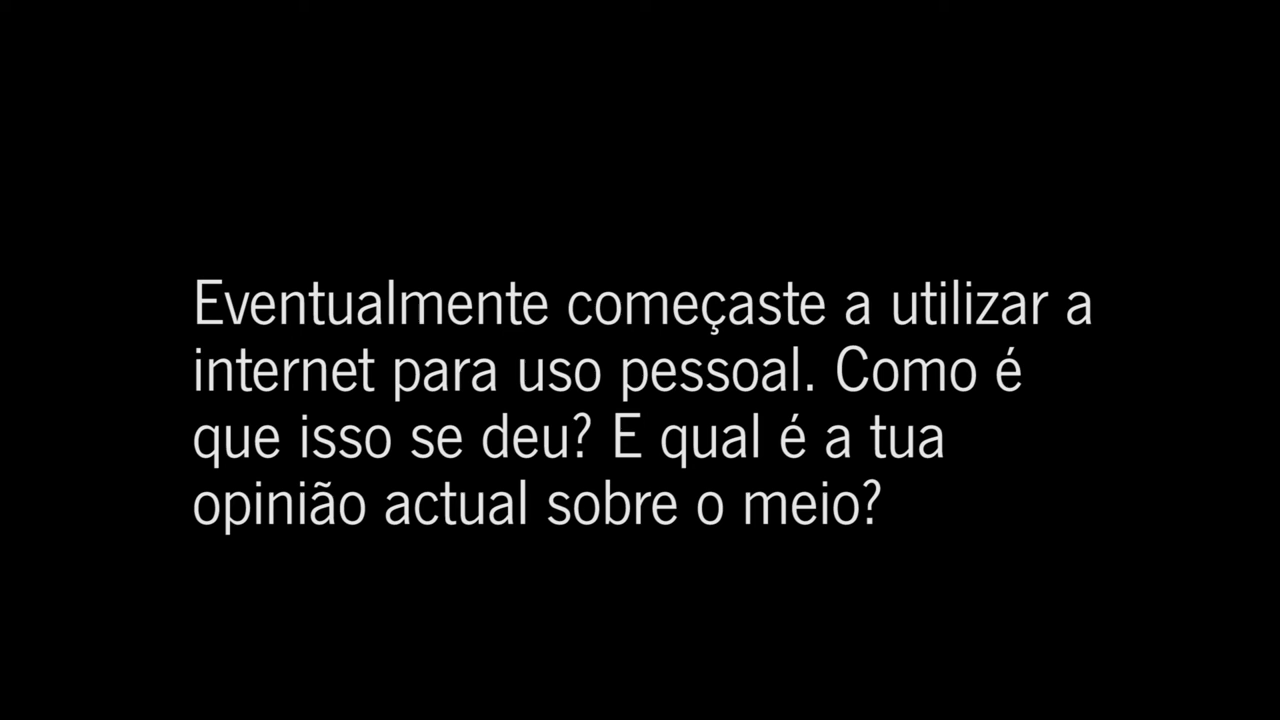 Eventualmente começaste a utilizar a
internet para uso pessoal. Como é
que isso se deu? E qual é a tua
opinião actual sobre o meio?